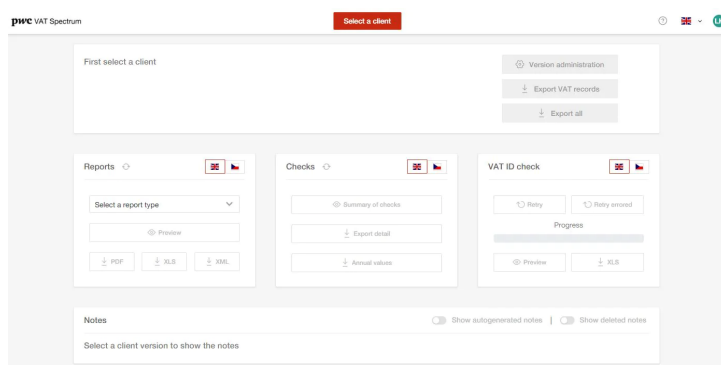 pwc VAT Spectrum
Select a client
First select a client
Version administration
Export VAT records
Export all
Reports
Select a report type
Preview
PDF XLS XML
Checks
Summary of checks
Export detail
Annual values
VAT ID check
Retry Retry errored
Progress
Preview XLS
Notes
Show autogenerated notes | Show deleted notes
Select a client version to show the notes